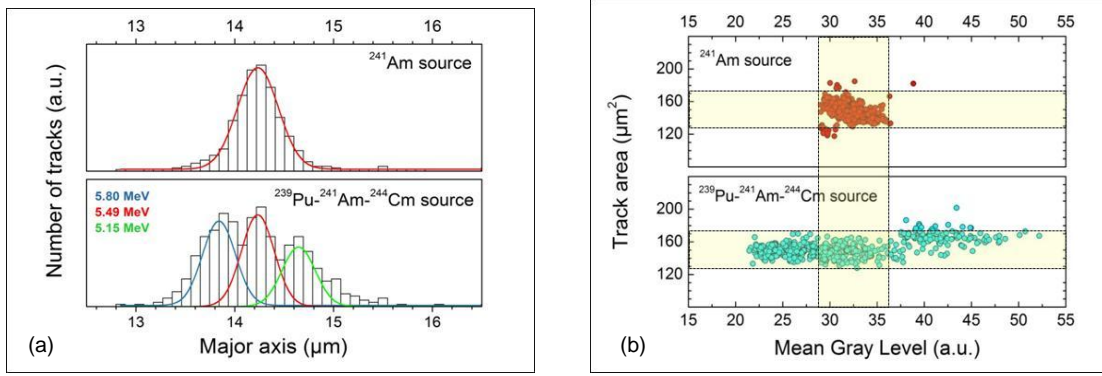 13 14 15 16
²⁴¹Am source
Number of tracks (a.u.)
5.80 MeV
5.49 MeV
5.15 MeV
²³⁹Pu-²⁴¹Am-²⁴⁴Cm source
13 14 15 16
(a)
Major axis (μm)
15 20 25 30 35 40 45 50 55
²⁴¹Am source
200
160
120
Track area (μm²)
²³⁹Pu-²⁴¹Am-²⁴⁴Cm source
200
160
120
15 20 25 30 35 40 45 50 55
(b)
Mean Gray Level (a.u.)